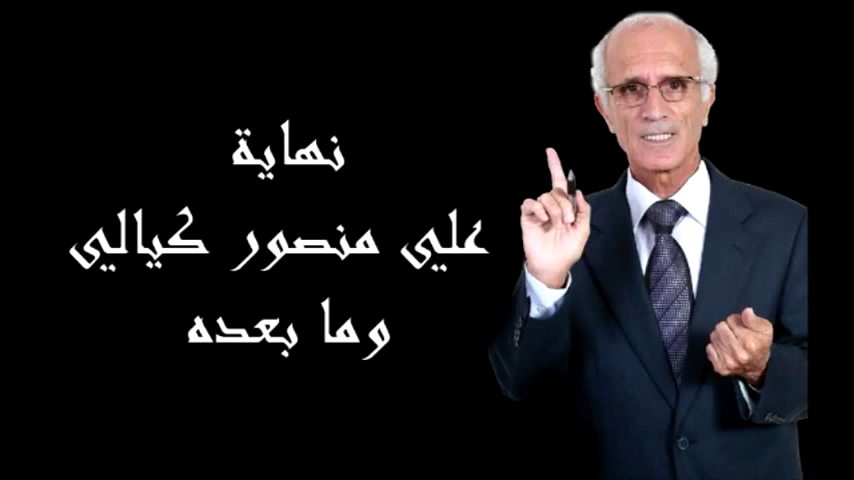 نهاية
علي منصور كيالي
وما بعده